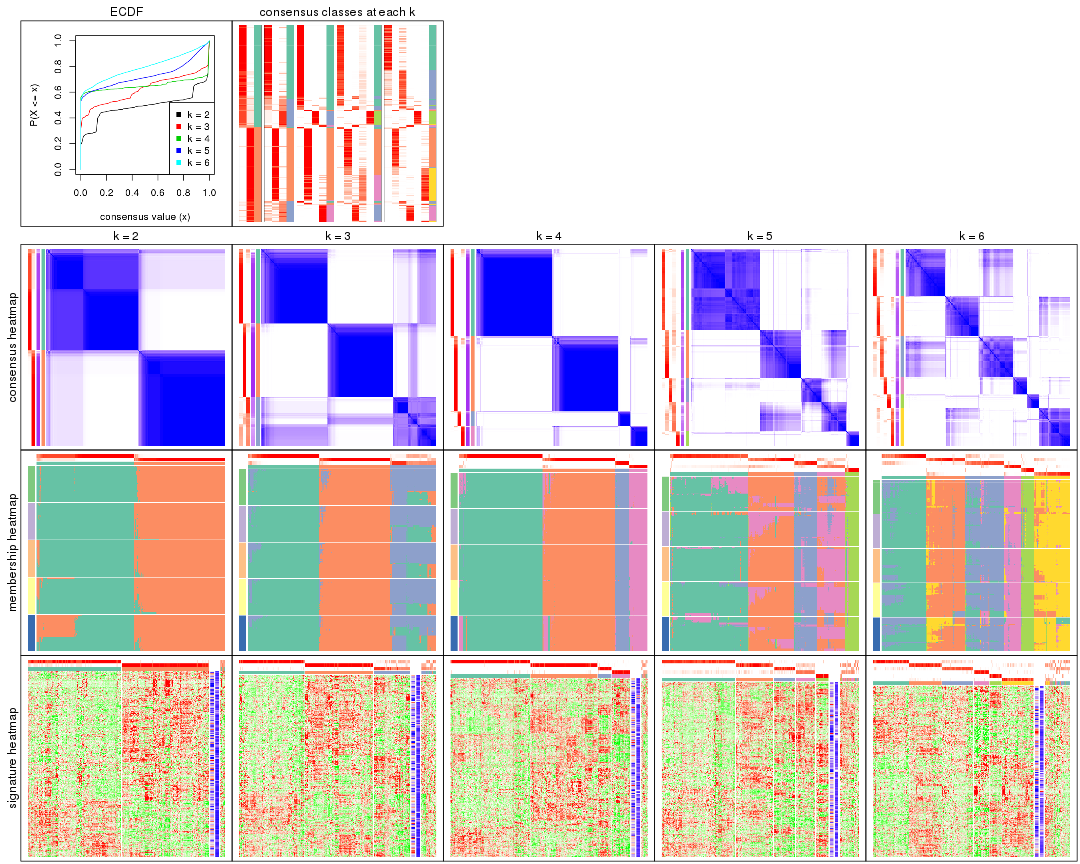 ECDF
consensus classes at each k
P(X <= x)
0.0
0.2
0.4
0.6
0.8
1.0
k = 2
k = 3
k = 4
k = 5
k = 6
0.0 0.2 0.4 0.6 0.8 1.0
consensus value (x)
k = 2
k = 3
k = 4
k = 5
k = 6
consensus heatmap
membership heatmap
signature heatmap